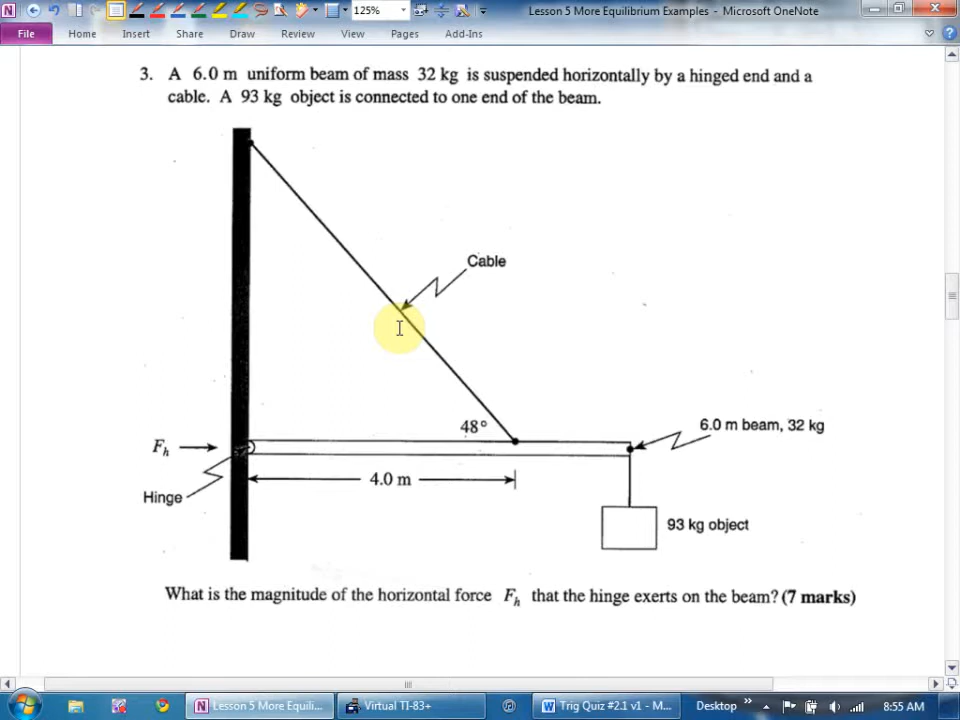 125%
Lesson 5 More Equilibrium Examples - Microsoft OneNote
File Home Insert Share Draw Review View Pages Add-Ins
3. A 6.0 m uniform beam of mass 32 kg is suspended horizontally by a hinged end and a
cable. A 93 kg object is connected to one end of the beam.
Cable
48°
6.0 m beam, 32 kg
Fh
4.0 m
Hinge
93 kg object
What is the magnitude of the horizontal force Fh that the hinge exerts on the beam? (7 marks)
Lesson 5 More Equili... Virtual TI-83+ Trig Quiz #2.1 v1 - M... Desktop » 8:55 AM